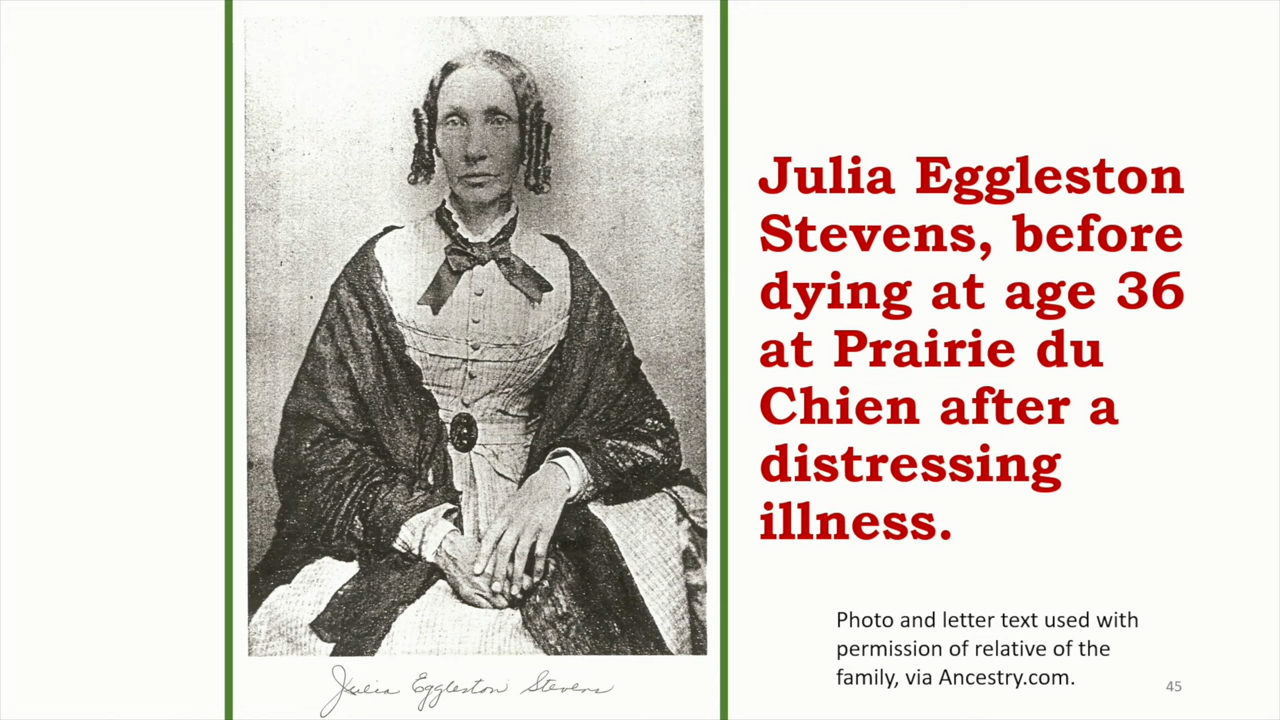 Julia Eggleston
Stevens, before
dying at age 36
at Prairie du
Chien after a
distressing
illness.
Photo and letter text used with
permission of relative of the
family, via Ancestry.com.
45
Julia Eggleston Stevens